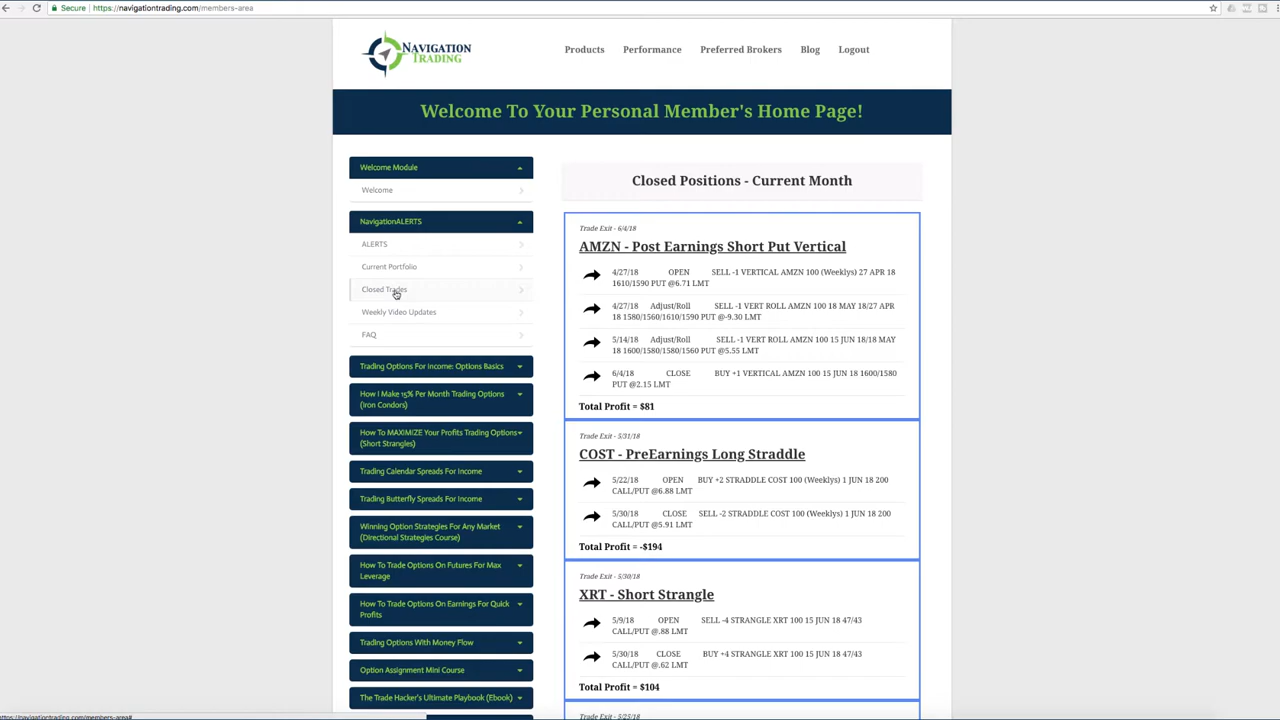 Secure
https://navigationtrading.com/members-area
NAVIGATION
TRADING
Products
Performance
Preferred Brokers
Blog
Logout
Welcome To Your Personal Member's Home Page!
Welcome Module
Welcome
NavigationALERTS
ALERTS
Current Portfolio
Closed Trades
Weekly Video Updates
FAQ
Trading Options For Income: Options Basics
How I Make 15% Per Month Trading Options
(Iron Condors)
How To MAXIMIZE Your Profits Trading Options
(Short Strangles)
Trading Calendar Spreads For Income
Trading Butterfly Spreads For Income
Winning Option Strategies For Any Market
(Directional Strategies Course)
How To Trade Options On Futures For Max
Leverage
How To Trade Options On Earnings For Quick
Profits
Trading Options With Money Flow
Option Assignment Mini Course
The Trade Hacker's Ultimate Playbook (Ebook)
Closed Positions - Current Month
Trade Exit - 6/4/18
AMZN - Post Earnings Short Put Vertical
4/27/18 OPEN SELL -1 VERTICAL AMZN 100 (Weeklys) 27 APR 18
1610/1590 PUT @6.71 LMT
4/27/18 Adjust/Roll SELL -1 VERT ROLL AMZN 100 18 MAY 18/27 APR
18 1580/1560/1610/1590 PUT @-9.30 LMT
5/14/18 Adjust/Roll SELL -1 VERT ROLL AMZN 100 15 JUN 18/18 MAY
18 1600/1580/1580/1560 PUT @5.55 LMT
6/4/18 CLOSE BUY +1 VERTICAL AMZN 100 15 JUN 18 1600/1580
PUT @2.15 LMT
Total Profit = $81
Trade Exit - 5/31/18
COST - PreEarnings Long Straddle
5/22/18 OPEN BUY +2 STRADDLE COST 100 (Weeklys) 1 JUN 18 200
CALL/PUT @6.88 LMT
5/30/18 CLOSE SELL -2 STRADDLE COST 100 (Weeklys) 1 JUN 18 200
CALL/PUT @5.91 LMT
Total Profit = -$194
Trade Exit - 5/30/18
XRT - Short Strangle
5/9/18 OPEN SELL -4 STRANGLE XRT 100 15 JUN 18 47/43
CALL/PUT @.88 LMT
5/30/18 CLOSE BUY +4 STRANGLE XRT 100 15 JUN 18 47/43
CALL/PUT @.62 LMT
Total Profit = $104
Trade Exit - 5/25/18
https://navigationtrading.com/members-area#